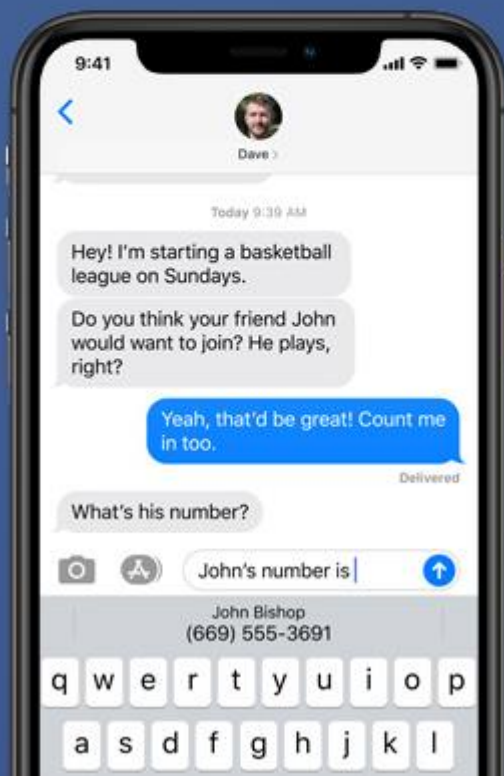 9:41
Dave
Today 9:39 AM
Hey! I'm starting a basketball
league on Sundays.
Do you think your friend John
would want to join? He plays,
right?
Yeah, that'd be great! Count me
in too.
Delivered
What's his number?
John's number is
John Bishop
(669) 555-3691
q w e r t y u i o p
a s d f g h j k l